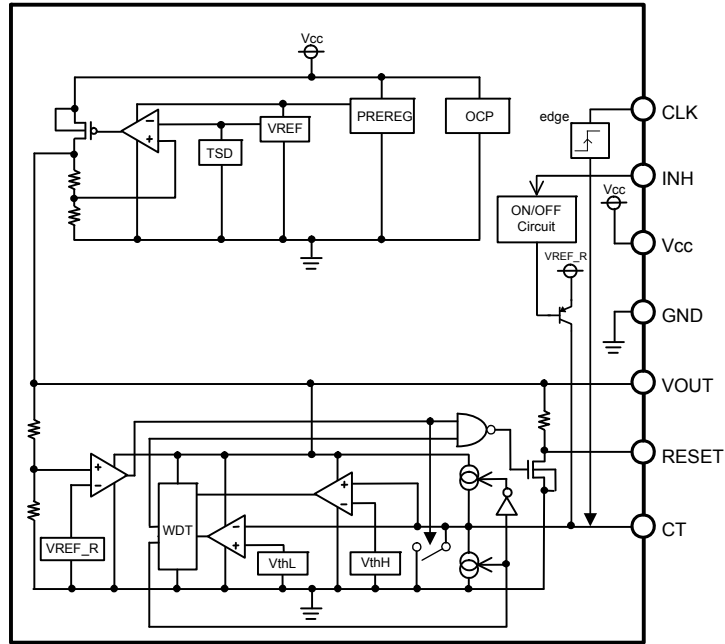 Vcc
PREREG
OCP
VREF
TSD
edge
CLK
INH
ON/OFF
Circuit
Vcc
Vcc
VREF_R
GND
VOUT
RESET
WDT
VREF_R
VthL
VthH
CT